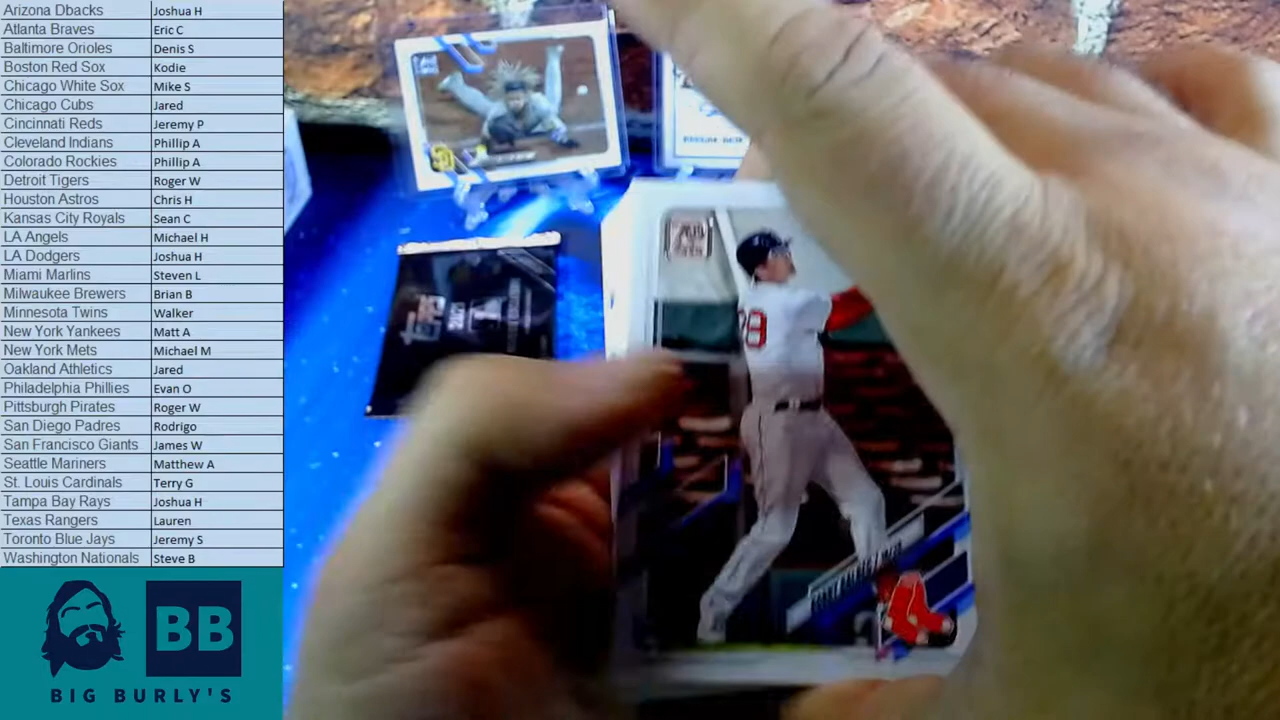 Arizona Dbacks Joshua H
Atlanta Braves Eric C
Baltimore Orioles Denis S
Boston Red Sox Kodie
Chicago White Sox Mike S
Chicago Cubs Jared
Cincinnati Reds Jeremy P
Cleveland Indians Phillip A
Colorado Rockies Phillip A
Detroit Tigers Roger W
Houston Astros Chris H
Kansas City Royals Sean C
LA Angels Michael H
LA Dodgers Joshua H
Miami Marlins Steven L
Milwaukee Brewers Brian B
Minnesota Twins Walker
New York Yankees Matt A
New York Mets Michael M
Oakland Athletics Jared
Philadelphia Phillies Evan O
Pittsburgh Pirates Roger W
San Diego Padres Rodrigo
San Francisco Giants James W
Seattle Mariners Matthew A
St. Louis Cardinals Terry G
Tampa Bay Rays Joshua H
Texas Rangers Lauren
Toronto Blue Jays Jeremy S
Washington Nationals Steve B
BB
BIG BURLY'S
topps
2021